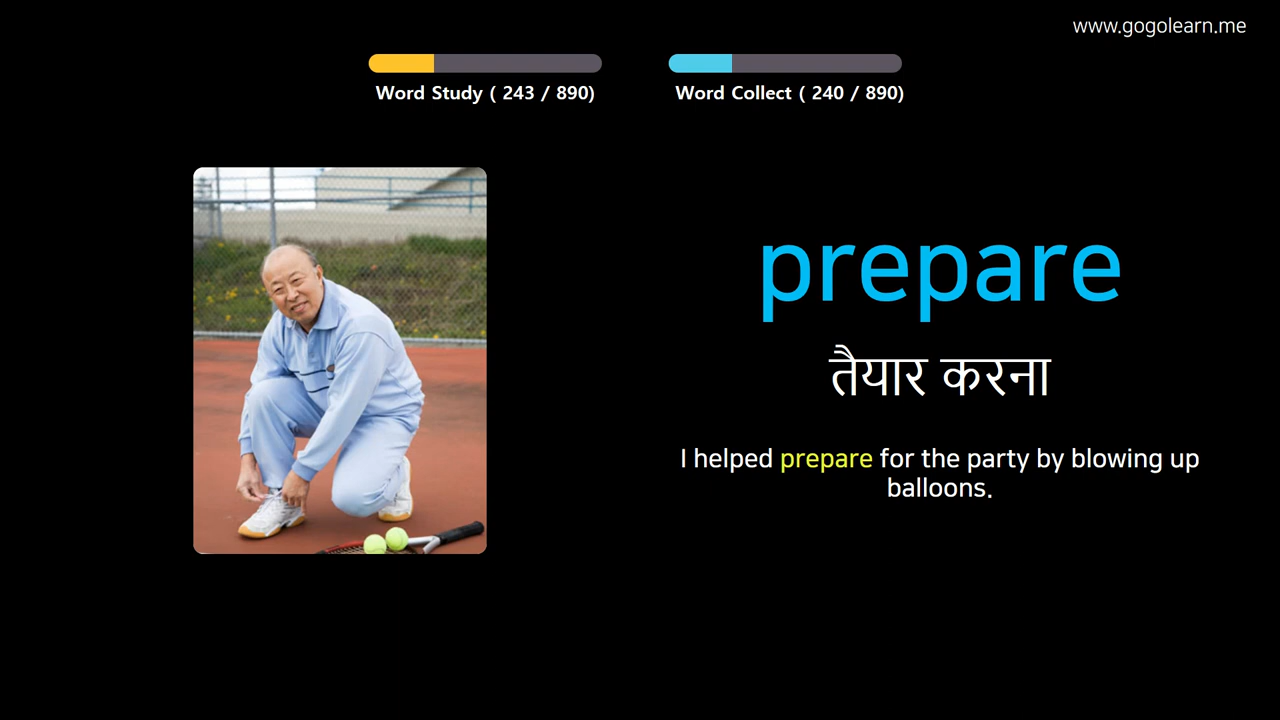 www.gogolearn.me
Word Study ( 243 / 890)
Word Collect ( 240 / 890)
prepare
तैयार करना
I helped prepare for the party by blowing up
balloons.